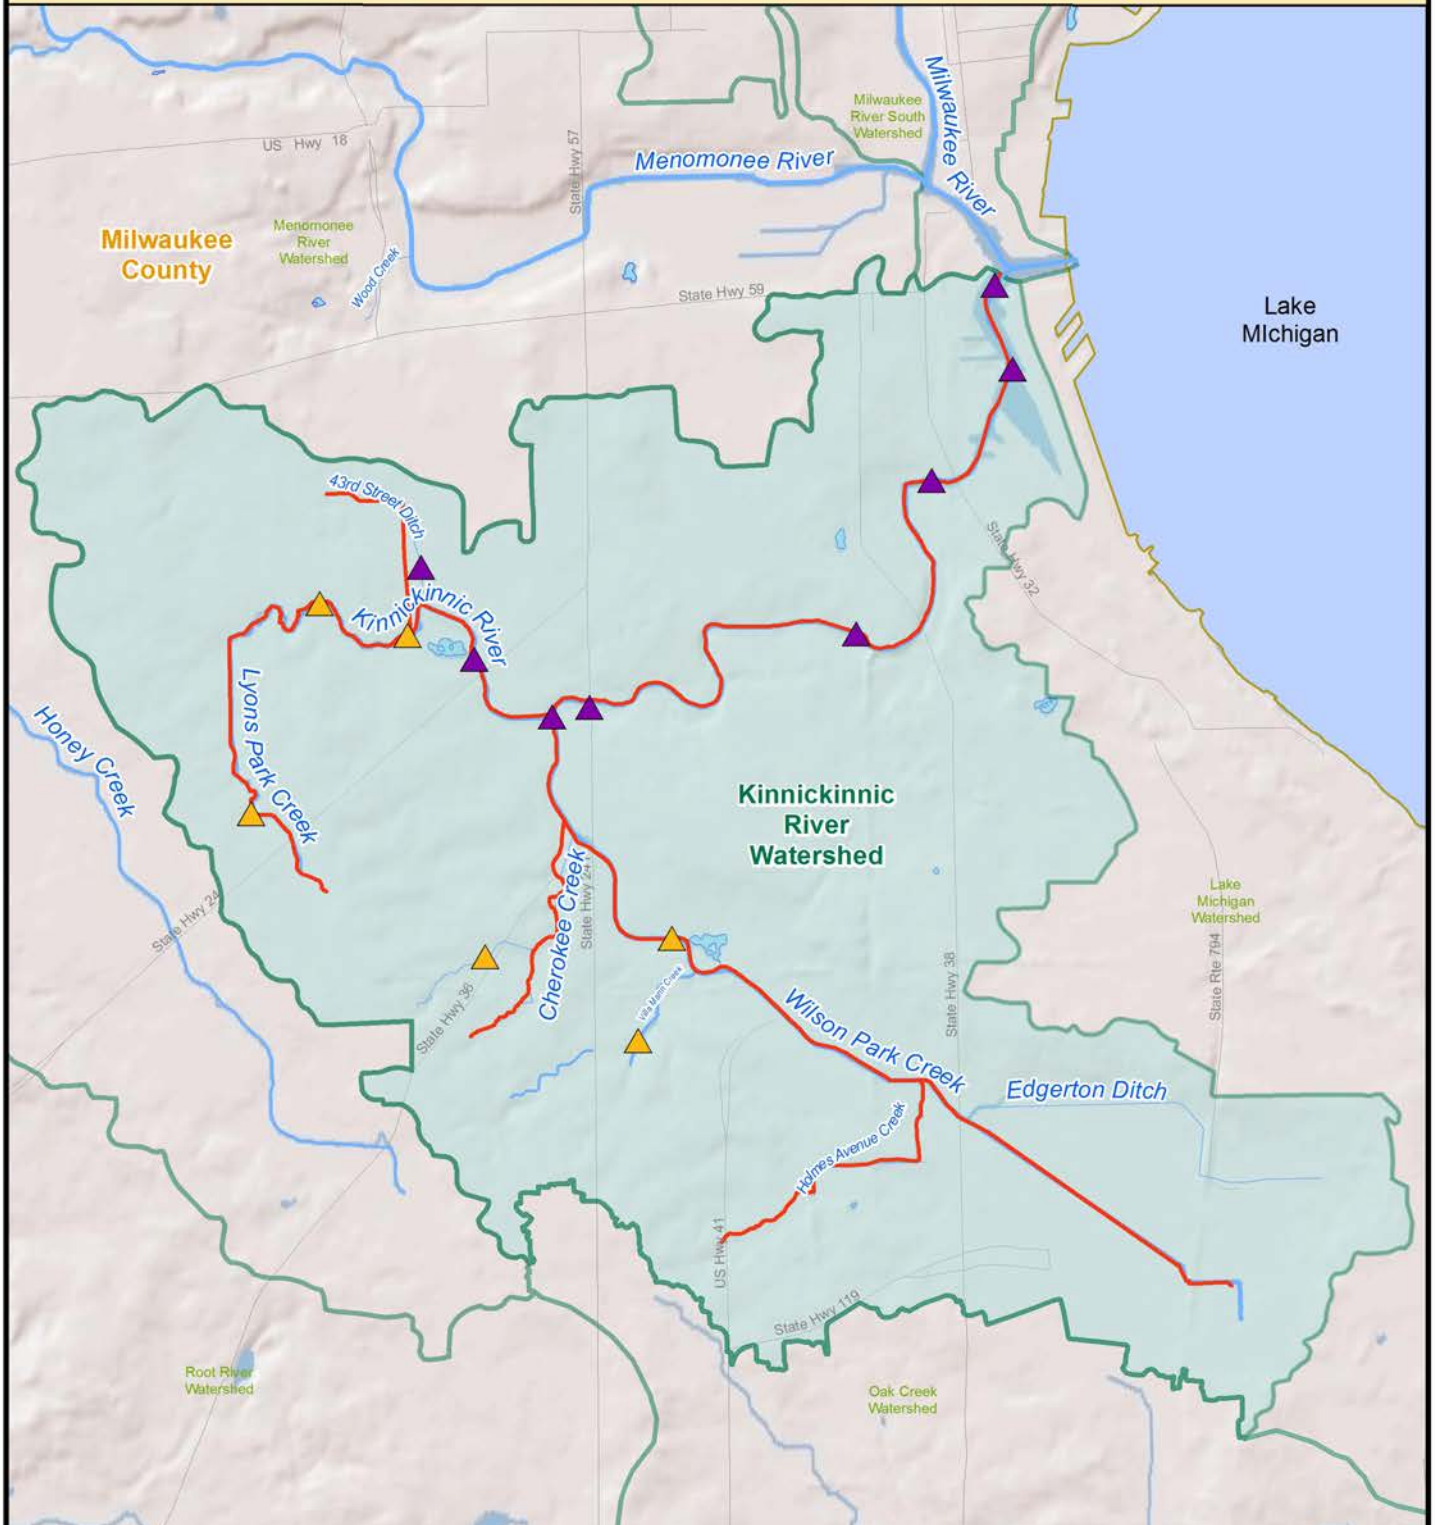 Milwaukee
River South
Watershed
Milwaukee River
US Hwy 18
State Hwy 57
Menomonee River
Milwaukee
County
Menomonee
River
Watershed
Wood Creek
State Hwy 59
Lake
MIchigan
43rd Street Ditch
Kinnickinnic River
State Hwy 32
Lyons Park Creek
Honey Creek
Kinnickinnic
River
Watershed
Cherokee Creek
State Hwy 241
State Hwy 24
Lake
Michigan
Watershed
State Rte 794
State Hwy 38
State Hwy 36
Villa Mann Creek
Wilson Park Creek
Edgerton Ditch
Holmes Avenue Creek
US Hwy 41
State Hwy 119
Root River
Watershed
Oak Creek
Watershed